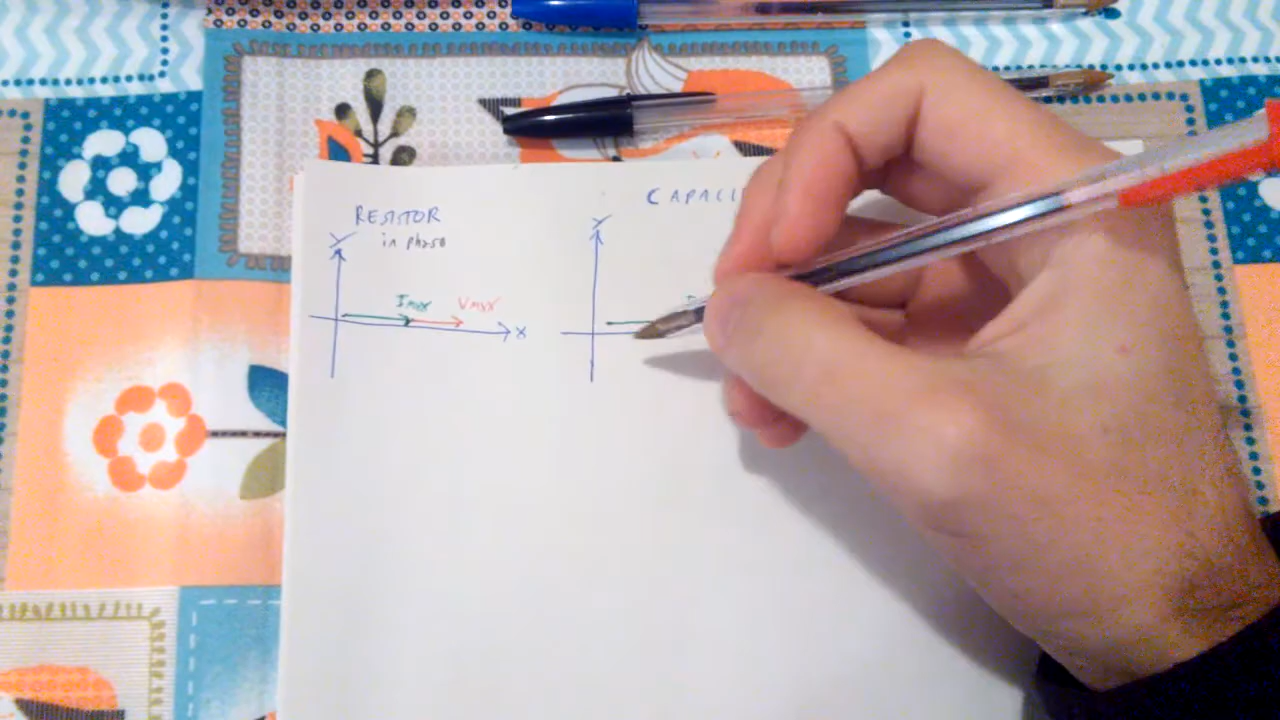 RESISTOR
in phase
Y
IMAX VMAX
X
CAPACI
Y
I